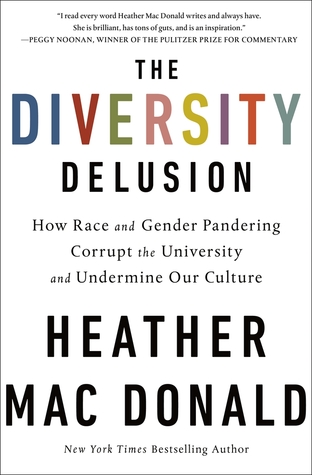 "I read every word Heather Mac Donald writes and always have.
She is brilliant, has tons of guts, and is an inspiration."
—PEGGY NOONAN, WINNER OF THE PULITZER PRIZE FOR COMMENTARY
THE
DIVERSITY
DELUSION
How Race and Gender Pandering
Corrupt the University
and Undermine Our Culture
HEATHER
MAC DONALD
New York Times Bestselling Author